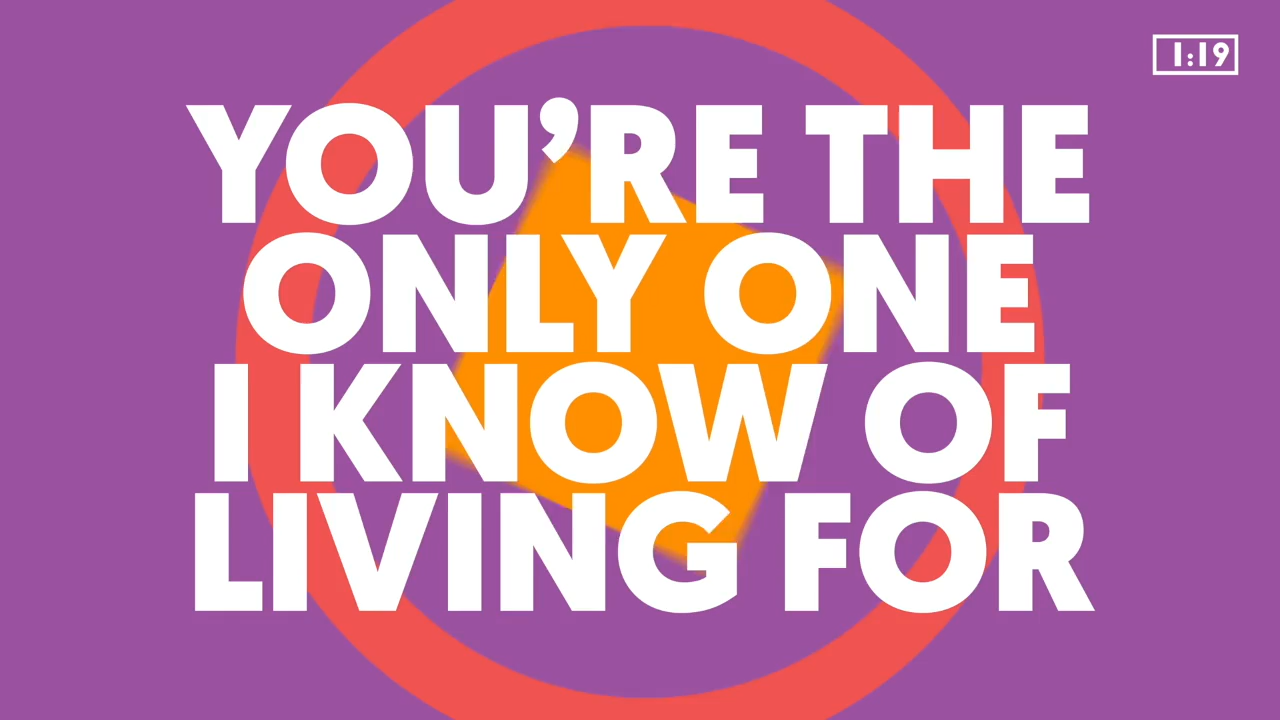 1:19
YOU’RE THE
ONLY ONE
I KNOW OF
LIVING FOR